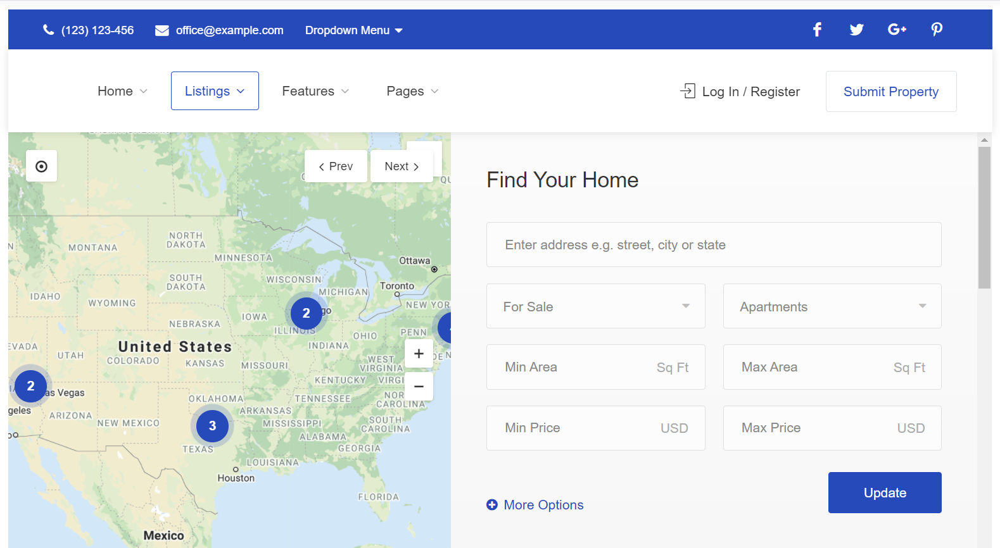 (123) 123-456 office@example.com Dropdown Menu
Home Listings Features Pages Log In / Register Submit Property
Prev Next
Find Your Home
Enter address e.g. street, city or state
For Sale Apartments
Min Area Sq Ft Max Area Sq Ft
Min Price USD Max Price USD
More Options Update
QU
NORTH
DAKOTA
MONTANA
MINNESOTA
Ottawa
SOUTH
DAKOTA
WISCONSIN
Toronto
MICHIGAN
IDAHO
WYOMING
NEW YOR
2 go
IOWA
NEBRASKA
ILLINOIS
PENN
OHIO
EVADA
United States
INDIANA
UTAH
COLORADO
KANSAS
MISSOURI
WEST
VIRGINIA
DE N
+
KENTUCKY VIRGI
2
as Vegas
−
OKLAHOMA
TENNESSEE
NOR
CAROLINA
geles
ARIZONA
NEW MEXICO
ARKANSAS
MISSISSIPPI
SOUTH
CAROLINA
3
ALABAMA
TEXAS
GEORGIA
LOUISIANA
Houston
FLORIDA
Mexico